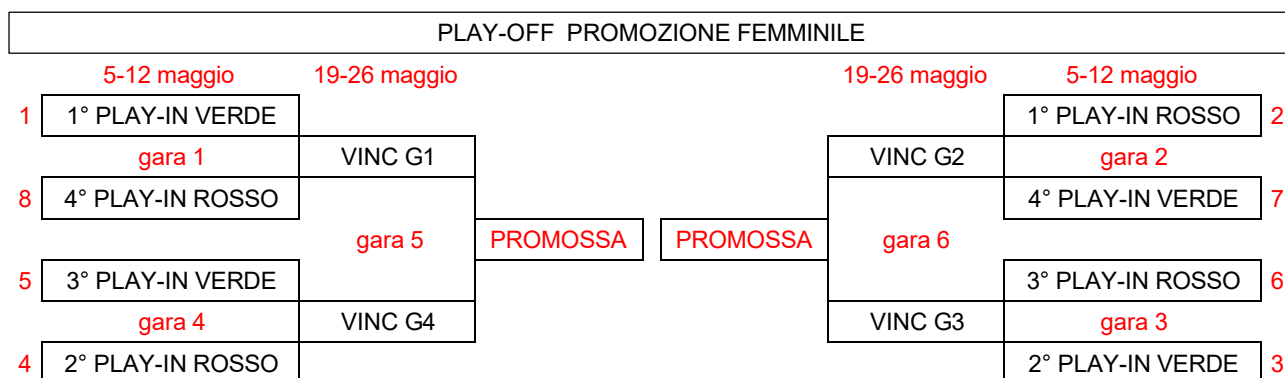 PLAY-OFF PROMOZIONE FEMMINILE
5-12 maggio 19-26 maggio 19-26 maggio 5-12 maggio
1 1° PLAY-IN VERDE 1° PLAY-IN ROSSO 2
gara 1 VINC G1 VINC G2 gara 2
8 4° PLAY-IN ROSSO 4° PLAY-IN VERDE 7
gara 5 PROMOSSA PROMOSSA gara 6
5 3° PLAY-IN VERDE 3° PLAY-IN ROSSO 6
gara 4 VINC G4 VINC G3 gara 3
4 2° PLAY-IN ROSSO 2° PLAY-IN VERDE 3